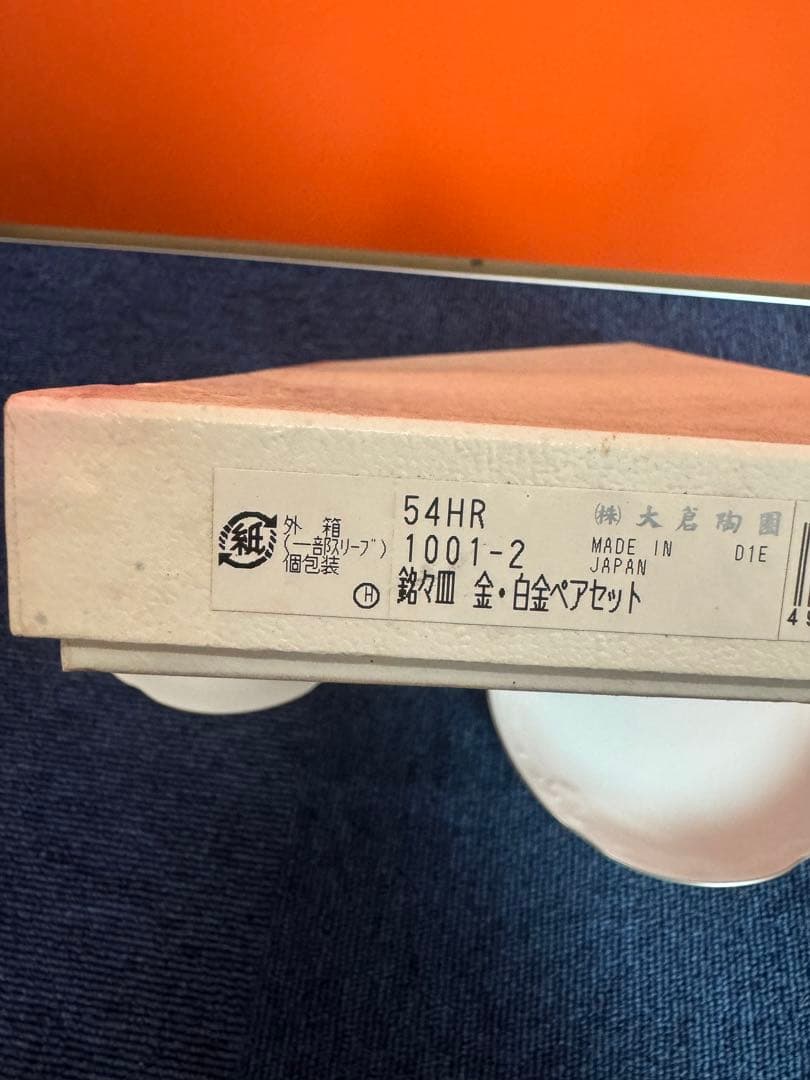 紙
外 箱
(一部スリーブ)
個包装
H
54HR
1001-2
銘々皿 金・白金ペアセット
㈱ 大倉陶園
MADE IN
JAPAN
D1E
4